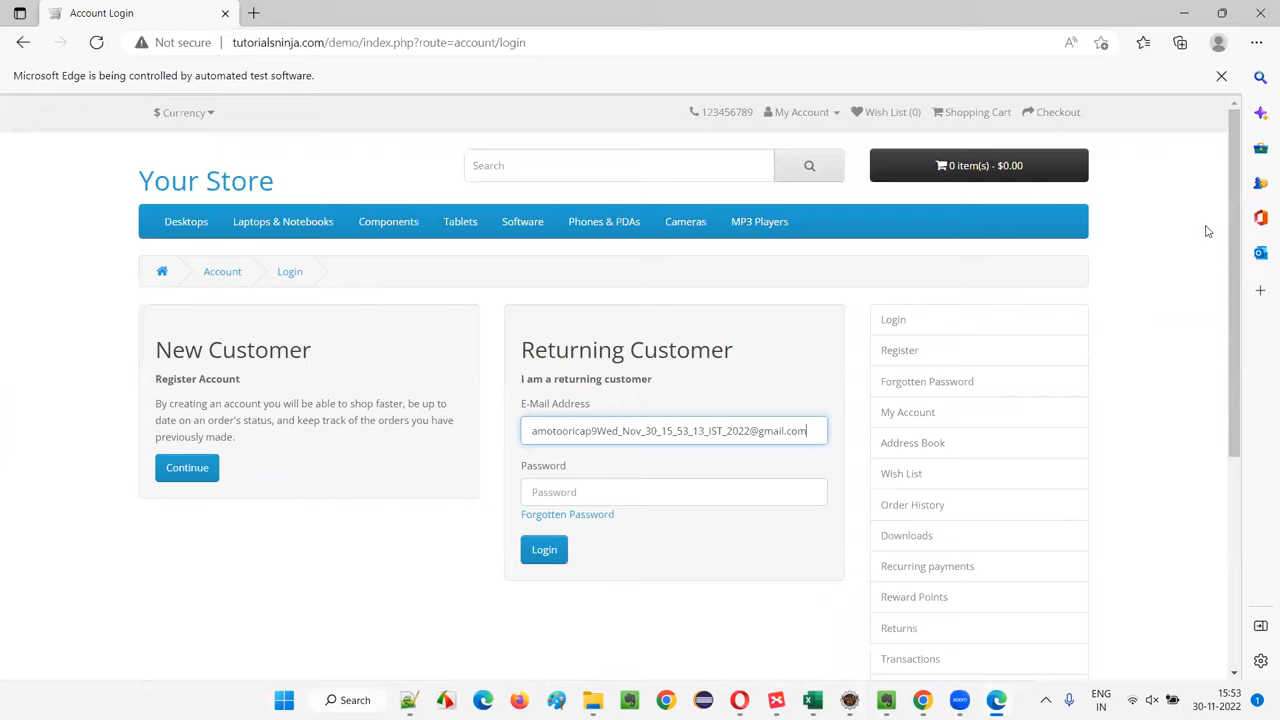 Account Login
Not secure
tutorialsninja.com/demo/index.php?route=account/login
Microsoft Edge is being controlled by automated test software.
$ Currency
123456789
My Account
Wish List (0)
Shopping Cart
Checkout
Your Store
Search
0 item(s) - $0.00
Desktops
Laptops & Notebooks
Components
Tablets
Software
Phones & PDAs
Cameras
MP3 Players
Account
Login
New Customer
Register Account
By creating an account you will be able to shop faster, be up to
date on an order's status, and keep track of the orders you have
previously made.
Continue
Returning Customer
I am a returning customer
E-Mail Address
amotooricap9Wed_Nov_30_15_53_13_IST_2022@gmail.com
Password
Password
Forgotten Password
Login
Login
Register
Forgotten Password
My Account
Address Book
Wish List
Order History
Downloads
Recurring payments
Reward Points
Returns
Transactions
Search
zoom
ENG
IN
15:53
30-11-2022
1